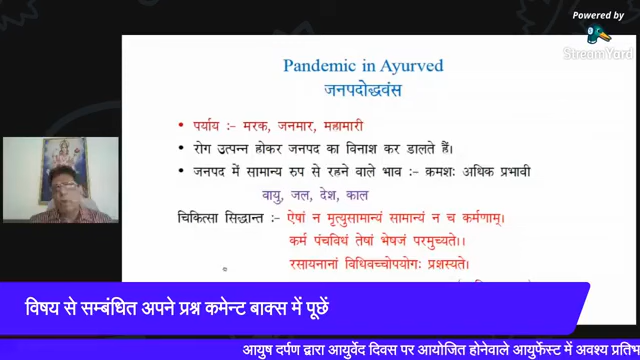 Powered by
StreamYard
Pandemic in Ayurved
जनपदोद्ध्वंस
• पर्याय :- मरक, जनमार, महामारी
• रोग उत्पन्न होकर जनपद का विनाश कर डालते हैं।
• जनपद में सामान्य रुप से रहने वाले भाव :- कमशः अधिक प्रभावी
वायु, जल, देश, काल
चिकित्सा सिद्धान्त :- ऐषां न मृत्युसामान्यं सामान्यं न च कर्मणाम्।
कर्म पंचविधं तेषां भेषजं परमुच्यते।।
रसायनानां विधिवच्चोपयोगः प्रशस्यते।
विषय से सम्बंधित अपने प्रश्न कमेन्ट बाक्स में पूछें
आयुष दर्पण द्वारा आयुर्वेद दिवस पर आयोजित होनेवाले आयुर्फेस्ट में अवश्य प्रतिभ